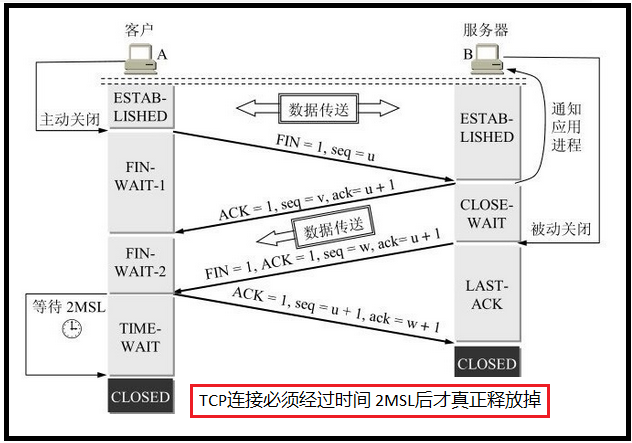 客户
A
服务器
B
主动关闭
ESTAB-
LISHED
数据传送
ESTAB-
LISHED
通知
应用
进程
FIN = 1, seq = u
FIN-
WAIT-1
ACK = 1, seq = v, ack= u + 1
CLOSE-
WAIT
数据传送
被动关闭
FIN-
WAIT-2
FIN = 1, ACK = 1, seq = w, ack= u + 1
等待 2MSL
ACK = 1, seq = u + 1, ack = w + 1
LAST-
ACK
TIME-
WAIT
CLOSED
CLOSED
TCP连接必须经过时间 2MSL后才真正释放掉